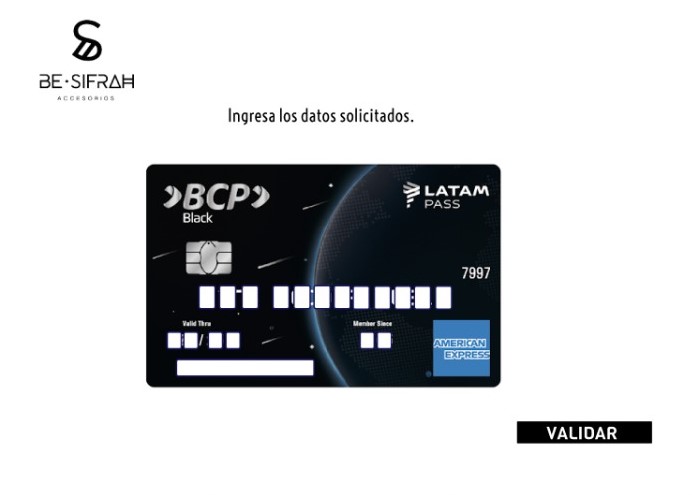 BE·SIFRAH
ACCESORIOS
Ingresa los datos solicitados.
BCP
Black
LATAM
PASS
7997
Valid Thru
Member Since
/
AMERICAN
EXPRESS
®
VALIDAR